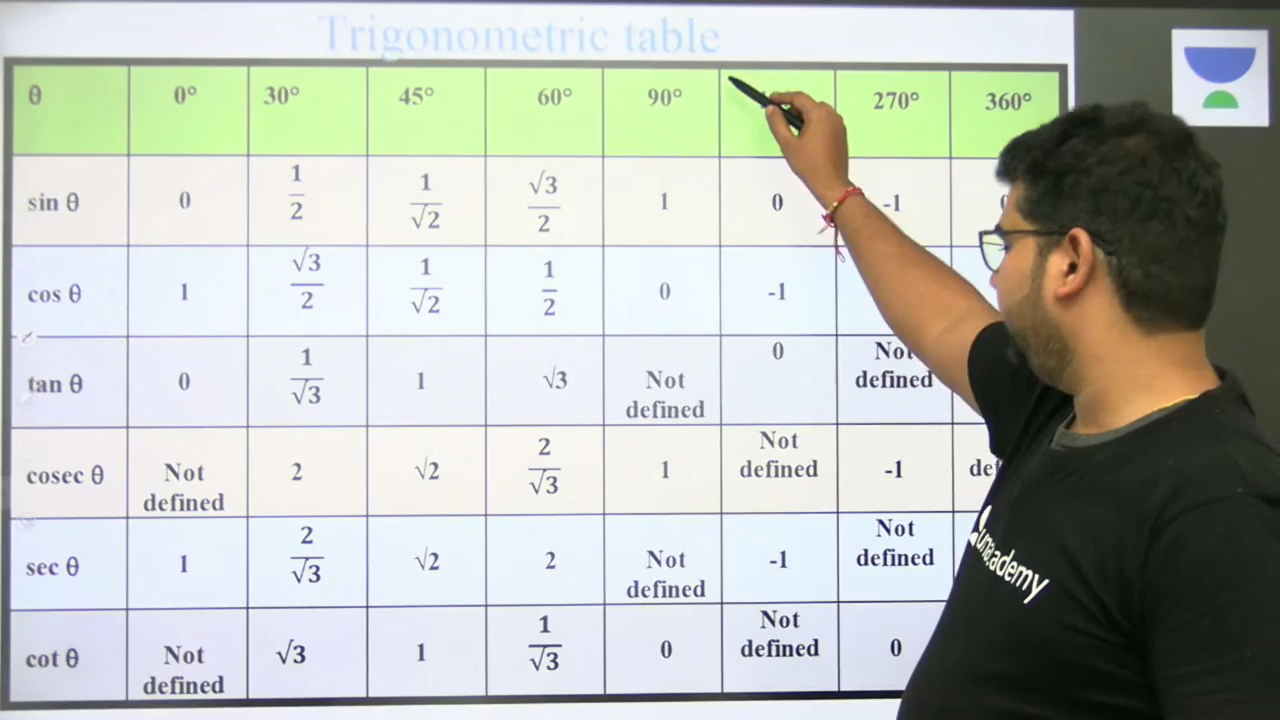 Trigonometric table
θ 0° 30° 45° 60° 90° 270° 360°
sin θ 0 1/2 1/√2 √3/2 1 0 -1
cos θ 1 √3/2 1/√2 1/2 0 -1
tan θ 0 1/√3 1 √3 Not defined 0 Not defined
cosec θ Not defined 2 √2 2/√3 1 Not defined -1
sec θ 1 2/√3 √2 2 Not defined -1 Not defined
cot θ Not defined √3 1 1/√3 0 Not defined 0
unacademy